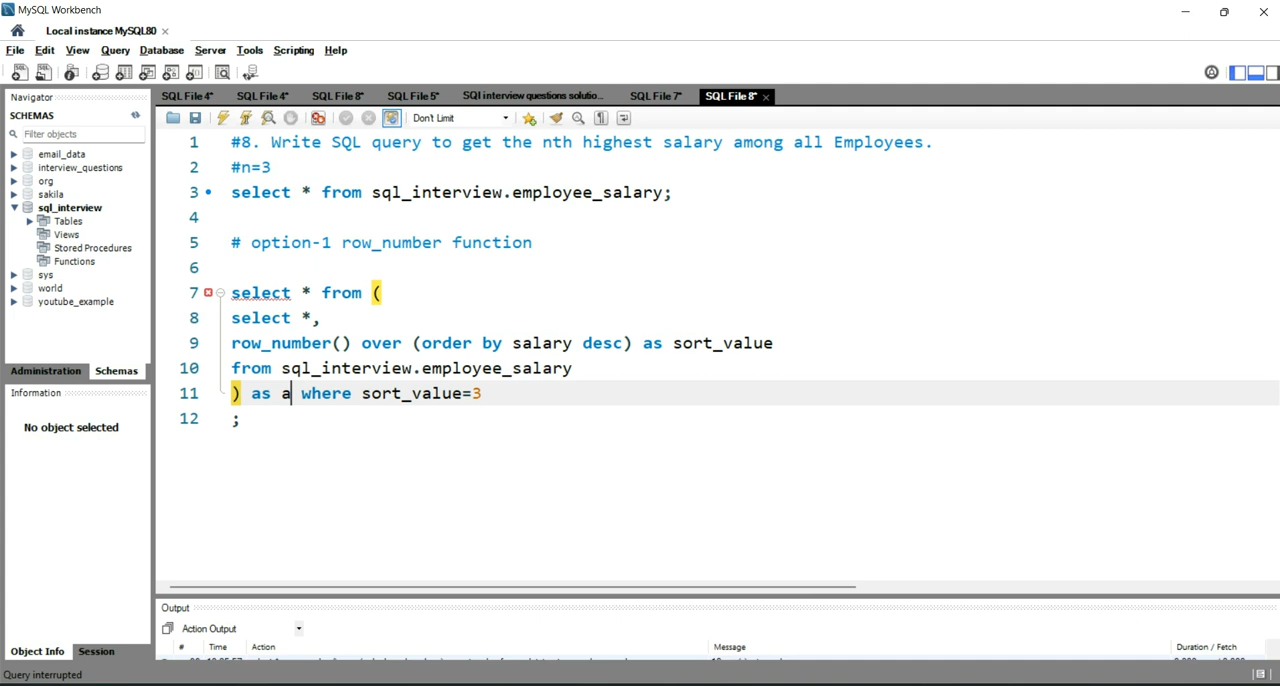 MySQL Workbench
Local instance MySQL80
File Edit View Query Database Server Tools Scripting Help
Navigator
SCHEMAS
Filter objects
email_data
interview_questions
org
sakila
sql_interview
Tables
Views
Stored Procedures
Functions
sys
world
youtube_example
Administration Schemas
Information
No object selected
Object Info Session
Query interrupted
SQL File 4* SQL File 4* SQL File 8* SQL File 5* SQl interview questions solutio... SQL File 7* SQL File 8*
Don't Limit
1 #8. Write SQL query to get the nth highest salary among all Employees.
2 #n=3
3 select * from sql_interview.employee_salary;
4
5 # option-1 row_number function
6
7 select * from (
8 select *,
9 row_number() over (order by salary desc) as sort_value
10 from sql_interview.employee_salary
11 ) as a where sort_value=3
12 ;
Output
Action Output
# Time Action Message Duration / Fetch